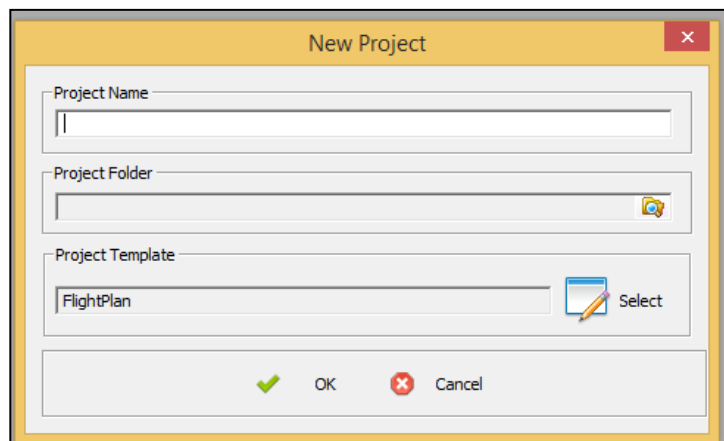 New Project
Project Name
Project Folder
Project Template
FlightPlan
Select
OK
Cancel